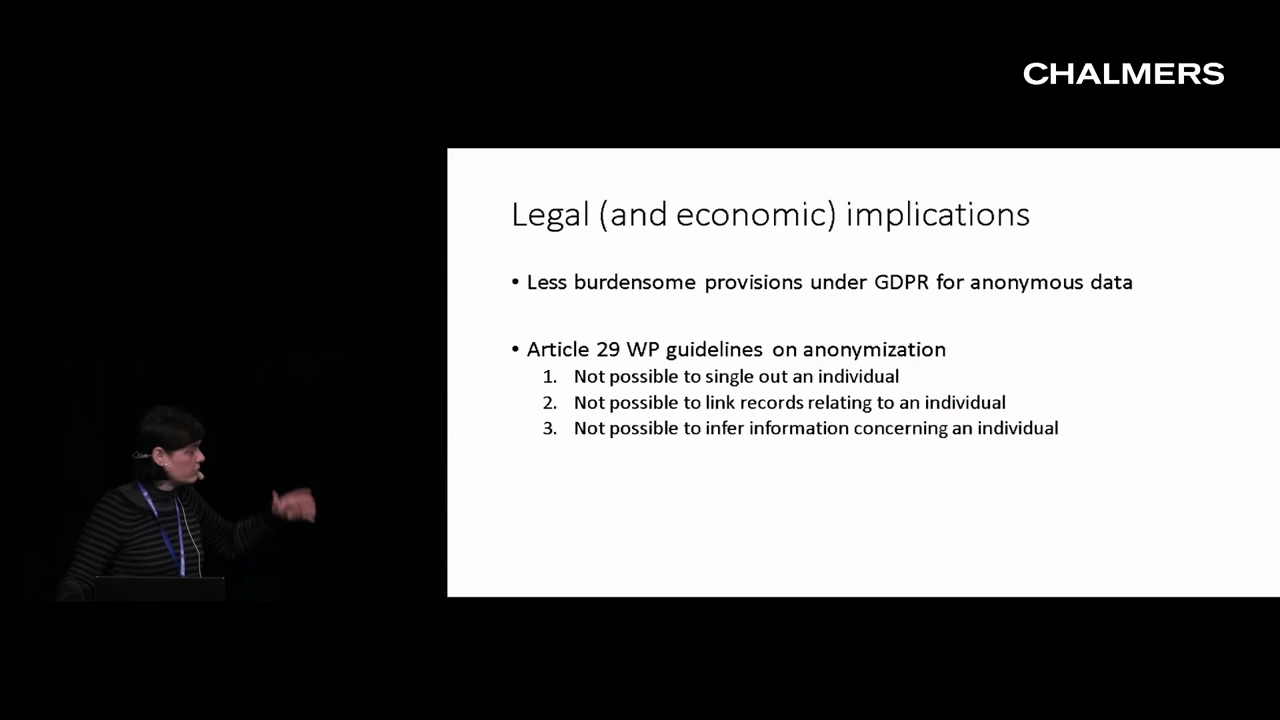 CHALMERS
Legal (and economic) implications
• Less burdensome provisions under GDPR for anonymous data
• Article 29 WP guidelines on anonymization
1. Not possible to single out an individual
2. Not possible to link records relating to an individual
3. Not possible to infer information concerning an individual